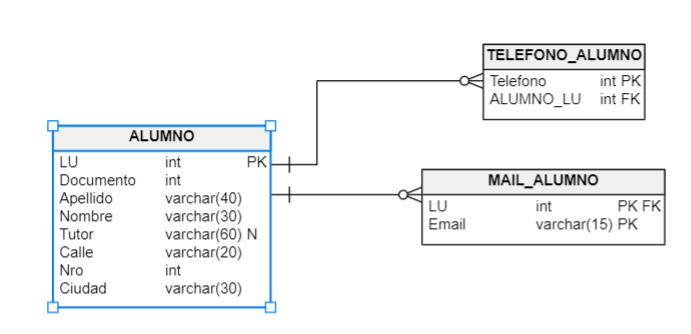 TELEFONO_ALUMNO
Telefono int PK
ALUMNO_LU int FK
ALUMNO
LU int PK
Documento int
Apellido varchar(40)
Nombre varchar(30)
Tutor varchar(60) N
Calle varchar(20)
Nro int
Ciudad varchar(30)
MAIL_ALUMNO
LU int PK FK
Email varchar(15) PK